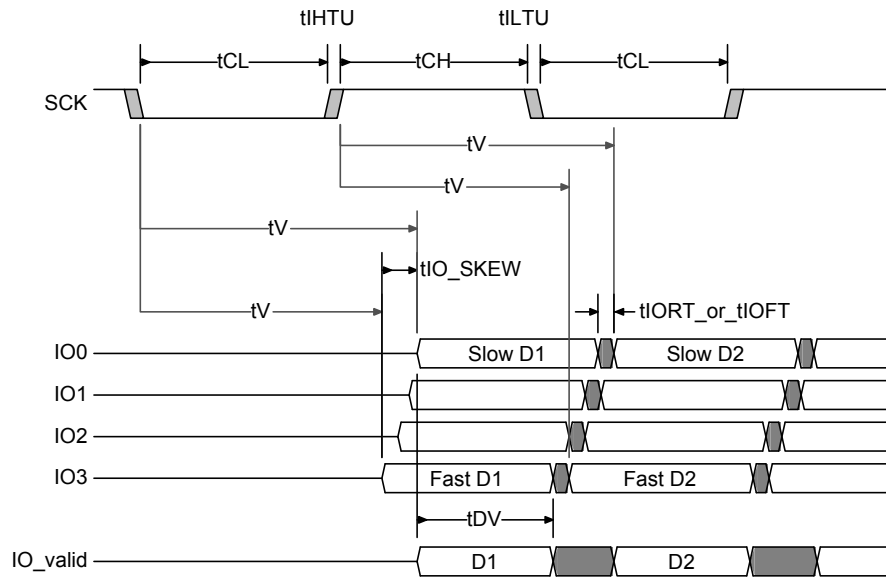 tIHTU tILTU
tCL tCH tCL
SCK
tV
tV
tV
tIO_SKEW
tV tIORT_or_tIOFT
IO0 Slow D1 Slow D2
IO1
IO2
IO3 Fast D1 Fast D2
tDV
IO_valid D1 D2